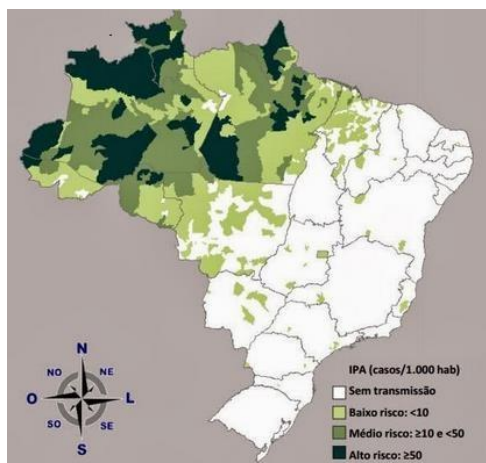 N
NO
NE
O
L
SO
SE
S
IPA (casos/1.000 hab)
Sem transmissão
Baixo risco: <10
Médio risco: ≥10 e <50
Alto risco: ≥50